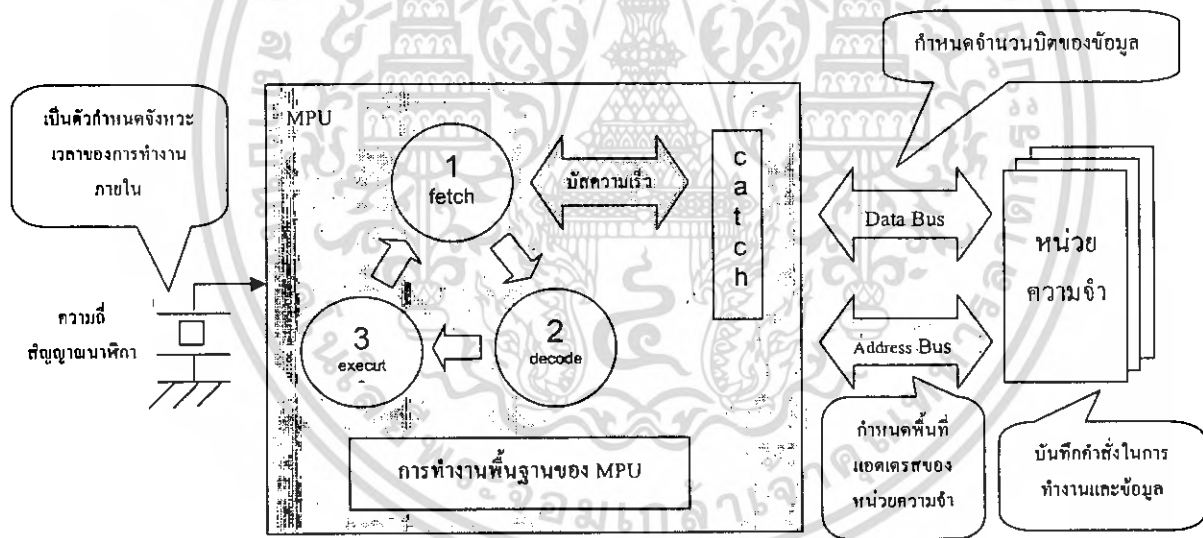 กำหนดจำนวนบิตของข้อมูล
เป็นตัวกำหนดจังหวะ
เวลาของการทำงาน
ภายใน
MPU
1
fetch
บัสความเร็ว
c
a
t
c
h
Data Bus
หน่วย
ความจำ
ความถี่
สัญญาณนาฬิกา
3
execut
2
decode
Address Bus
การทำงานพื้นฐานของ MPU
กำหนดพื้นที่
แอดเดรสของ
หน่วยความจำ
บันทึกคำสั่งในการ
ทำงานและข้อมูล